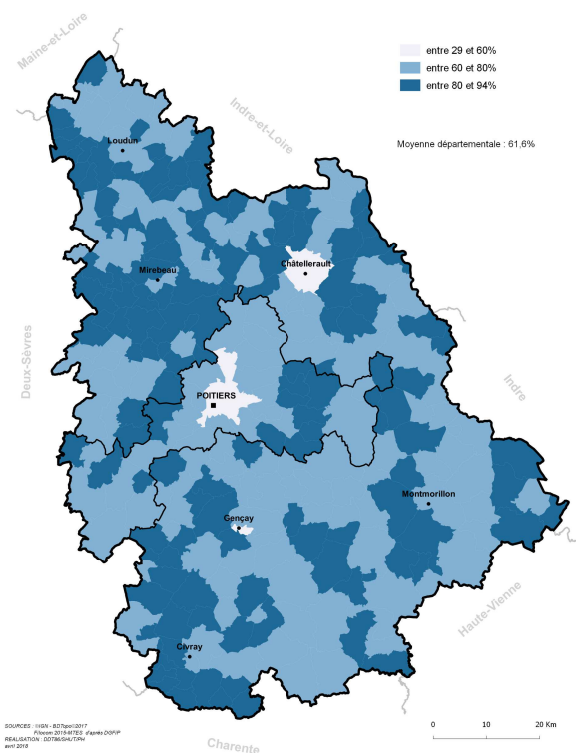 Maine-et-Loire
entre 29 et 60%
entre 60 et 80%
entre 80 et 94%
Indre-et-Loire
Moyenne départementale : 61,6%
Loudun
Châtellerault
Mirebeau
Deux-Sèvres
Indre
POITIERS
Montmorillon
Gençay
Haute-Vienne
Civray
SOURCES : ©IGN - BDTopo©2017
Filocom 2015-MTES d'après DGFiP
REALISATION : DDT86/SHUT/PH
avril 2018
0 10 20 Km
Charente